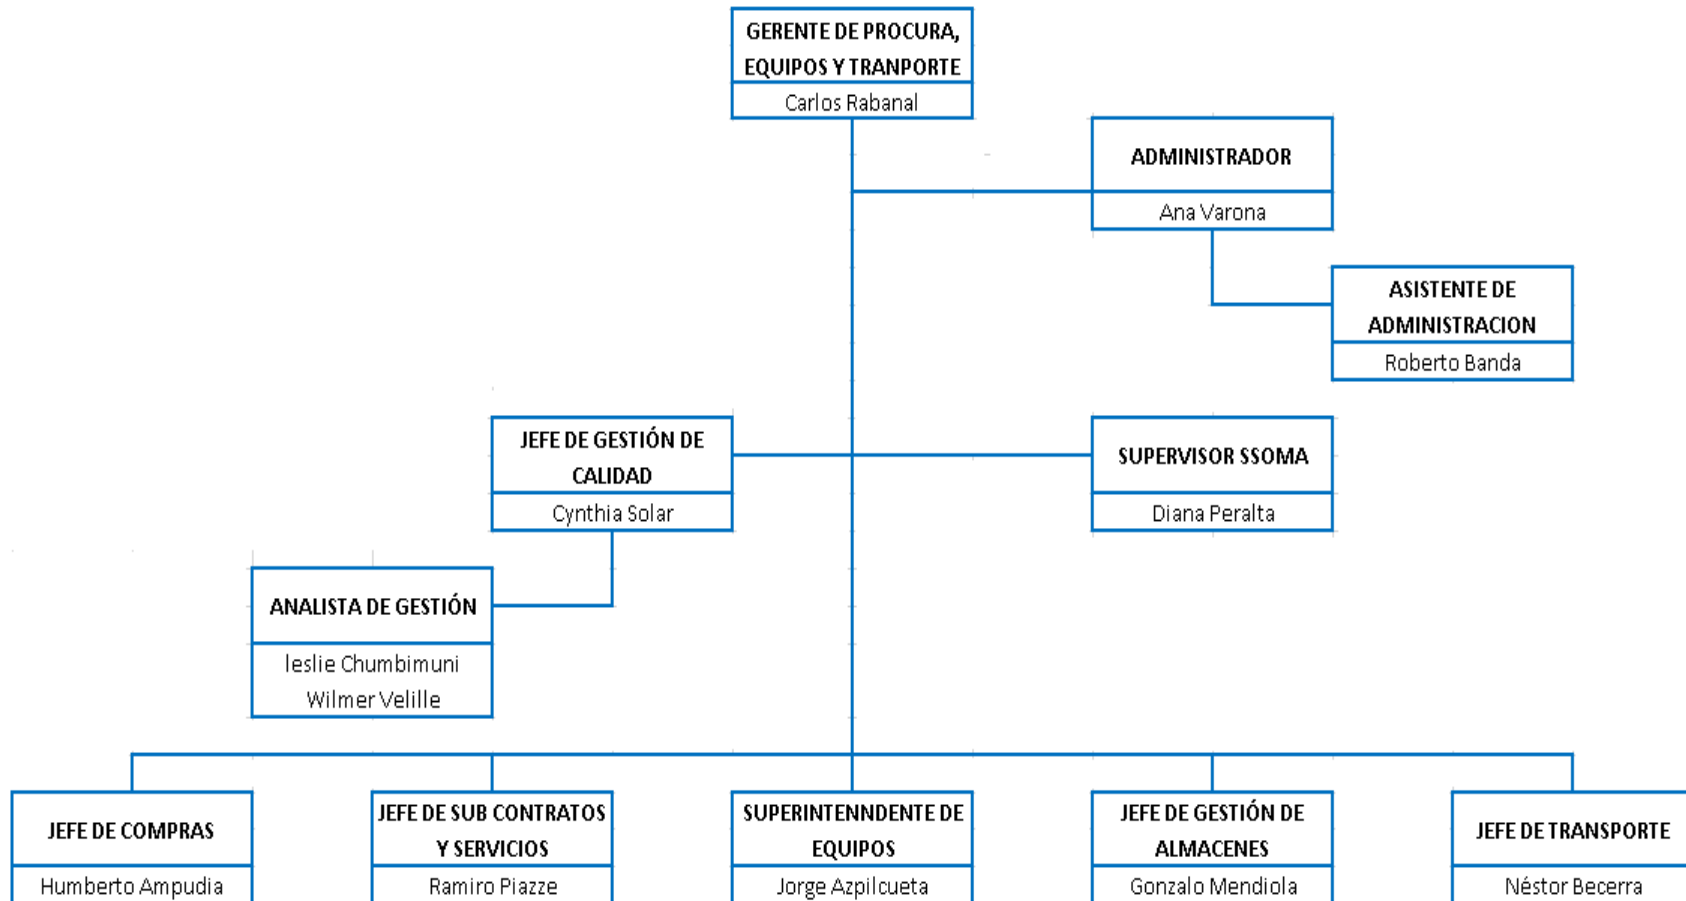 GERENTE DE PROCURA,
EQUIPOS Y TRANPORTE
Carlos Rabanal
ADMINISTRADOR
Ana Varona
ASISTENTE DE
ADMINISTRACION
Roberto Banda
JEFE DE GESTIÓN DE
CALIDAD
Cynthia Solar
SUPERVISOR SSOMA
Diana Peralta
ANALISTA DE GESTIÓN
leslie Chumbimuni
Wilmer Velille
JEFE DE COMPRAS
Humberto Ampudia
JEFE DE SUB CONTRATOS
Y SERVICIOS
Ramiro Piazze
SUPERINTENNDENTE DE
EQUIPOS
Jorge Azpilcueta
JEFE DE GESTIÓN DE
ALMACENES
Gonzalo Mendiola
JEFE DE TRANSPORTE
Néstor Becerra